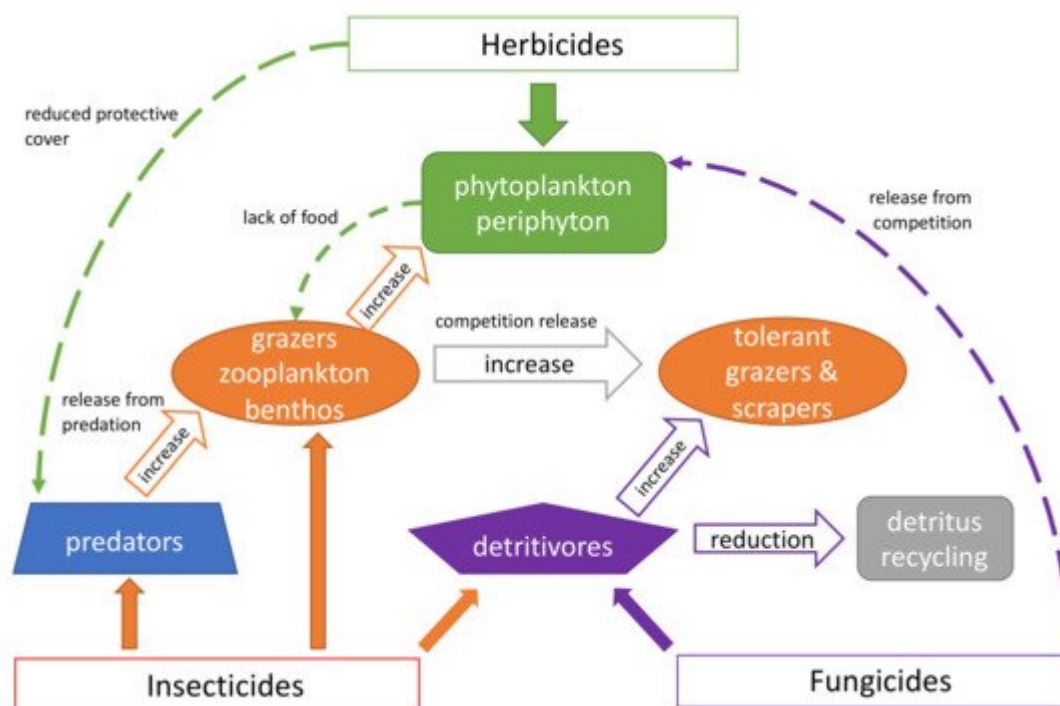 Herbicides
reduced protective
cover
phytoplankton
periphyton
release from
competition
lack of food
increase
grazers
zooplankton
benthos
competition release
increase
tolerant
grazers &
scrapers
release from
predation
increase
increase
predators
detritivores
reduction
detritus
recycling
Insecticides
Fungicides